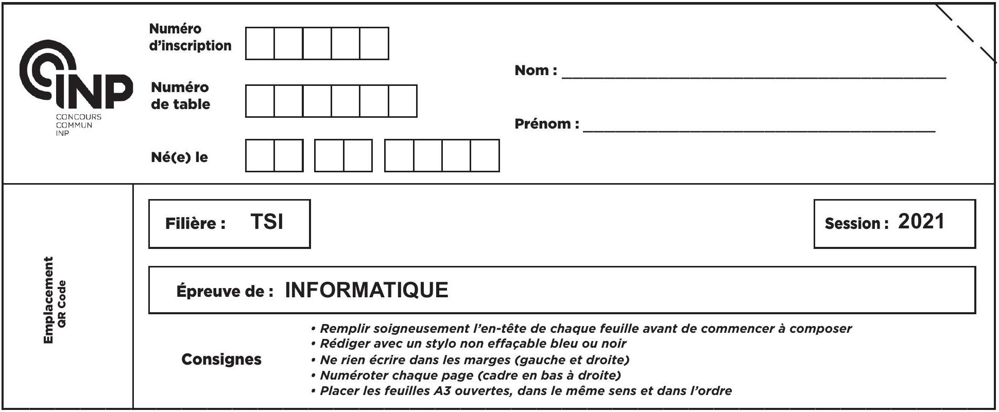 Numéro
d'inscription
Nom :
INP
CONCOURS
COMMUN
INP
Numéro
de table
Prénom :
Né(e) le
Filière : TSI
Session : 2021
Emplacement
QR Code
Épreuve de : INFORMATIQUE
Consignes
• Remplir soigneusement l'en-tête de chaque feuille avant de commencer à composer
• Rédiger avec un stylo non effaçable bleu ou noir
• Ne rien écrire dans les marges (gauche et droite)
• Numéroter chaque page (cadre en bas à droite)
• Placer les feuilles A3 ouvertes, dans le même sens et dans l'ordre